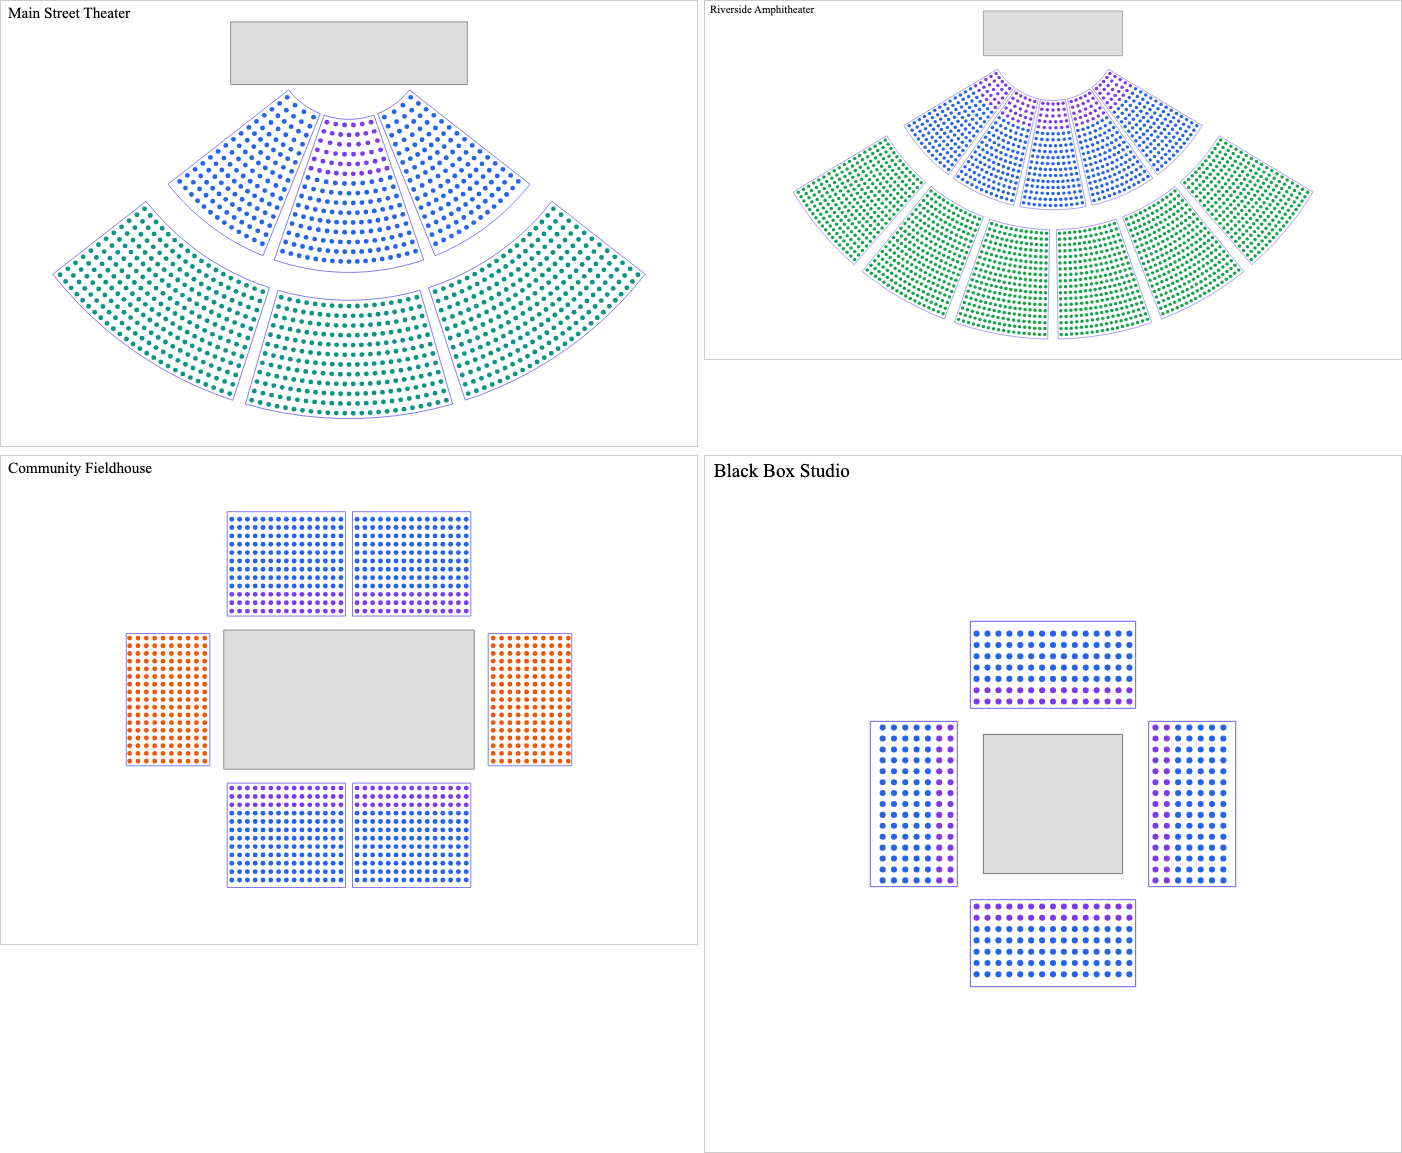 Main Street Theater
Riverside Amphitheater
Community Fieldhouse
Black Box Studio